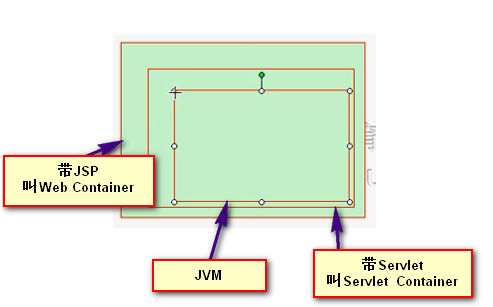 带JSP
叫Web Container
JVM
带Servlet
叫Servlet Container